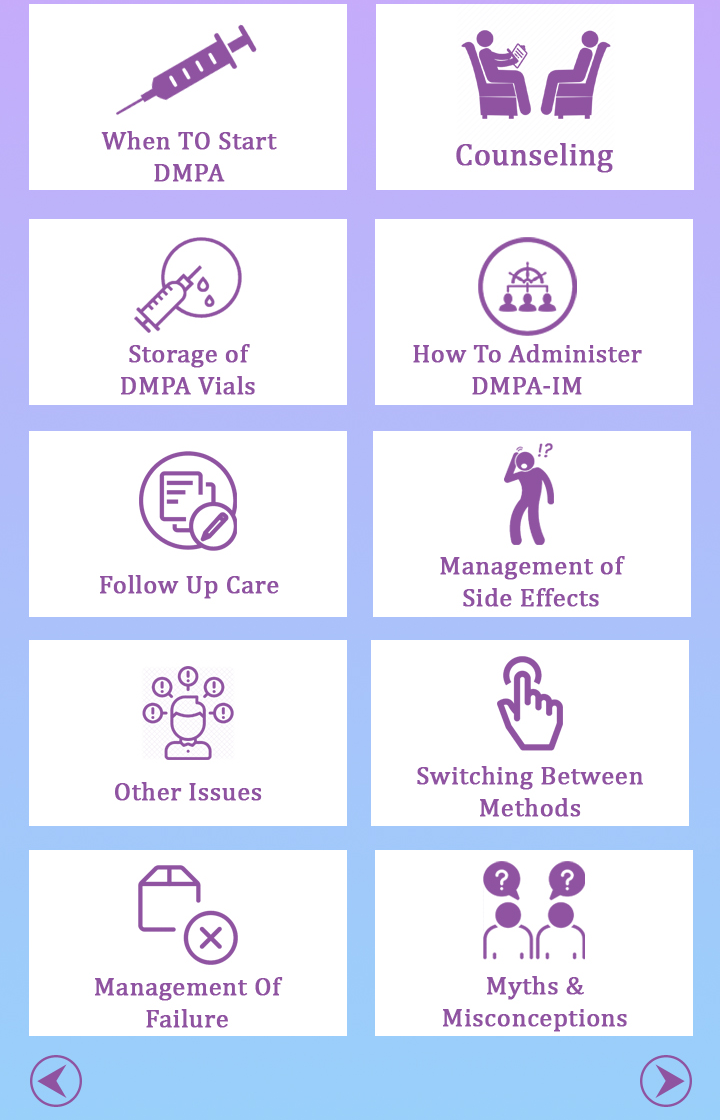 When TO Start
DMPA
Counseling
Storage of
DMPA Vials
How To Administer
DMPA-IM
Follow Up Care
!?
Management of
Side Effects
Other Issues
Switching Between
Methods
Management Of
Failure
? ?
Myths &
Misconceptions